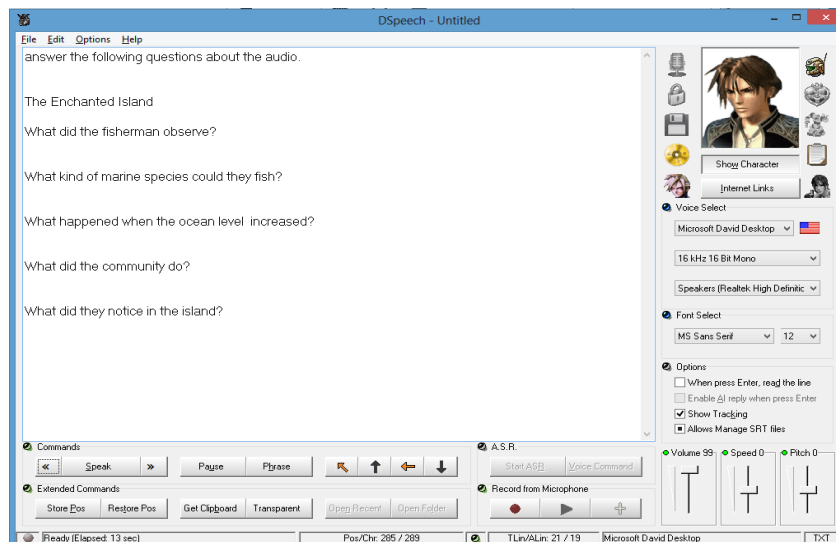 DSpeech - Untitled
File Edit Options Help
answer the following questions about the audio.
The Enchanted Island
What did the fisherman observe?
What kind of marine species could they fish?
What happened when the ocean level  increased?
What did the community do?
What did they notice in the island?
Show Character
Internet Links
Voice Select
Microsoft David Desktop
16 kHz 16 Bit Mono
Speakers (Realtek High Definitic
Font Select
MS Sans Serif 12
Options
When press Enter, read the line
Enable AI reply when press Enter
Show Tracking
Allows Manage SRT files
Commands
« Speak » Pause Phrase
A.S.R.
Start ASR Voice Command
Volume 99 Speed 0 Pitch 0
Extended Commands
Store Pos Restore Pos Get Clipboard Transparent Open Recent Open Folder
Record from Microphone
Ready (Elapsed: 13 sec) Pos/Chr: 285 / 289 TLin/ALin: 21 / 19 Microsoft David Desktop TXT